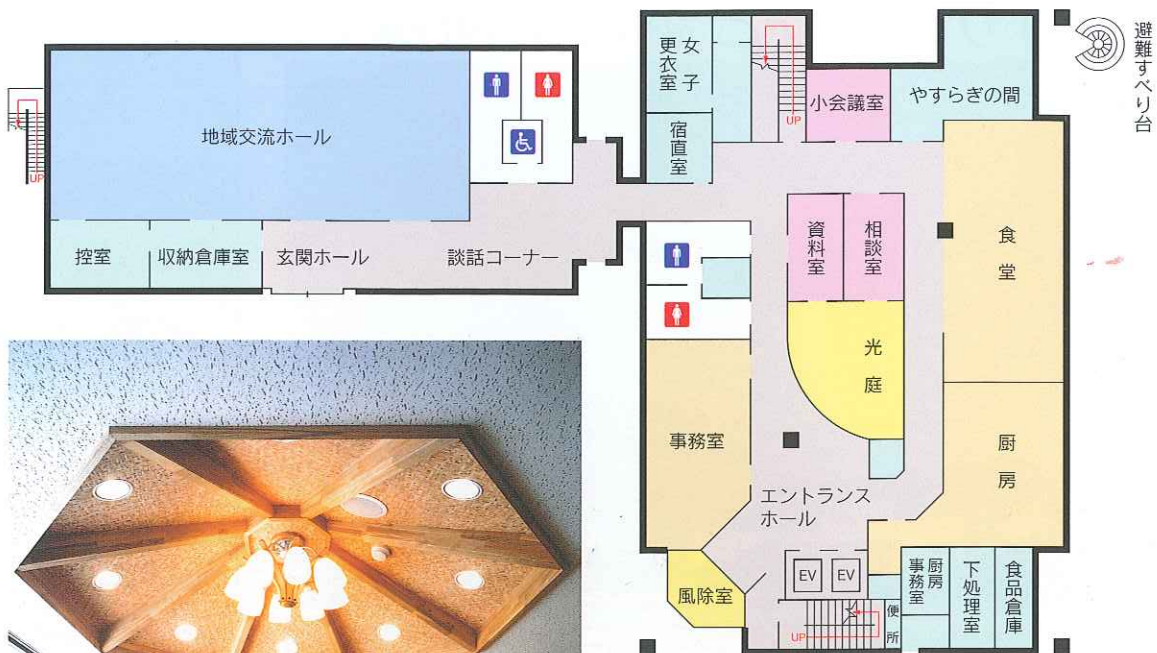 地域交流ホール
控室
収納倉庫室
玄関ホール
談話コーナー
UP
女子
更衣室
宿直室
UP
小会議室
やすらぎの間
避難すべり台
資料室
相談室
食堂
光庭
事務室
厨房
エントランス
ホール
風除室
EV
EV
UP
便所
厨房
事務室
下処理室
食品倉庫